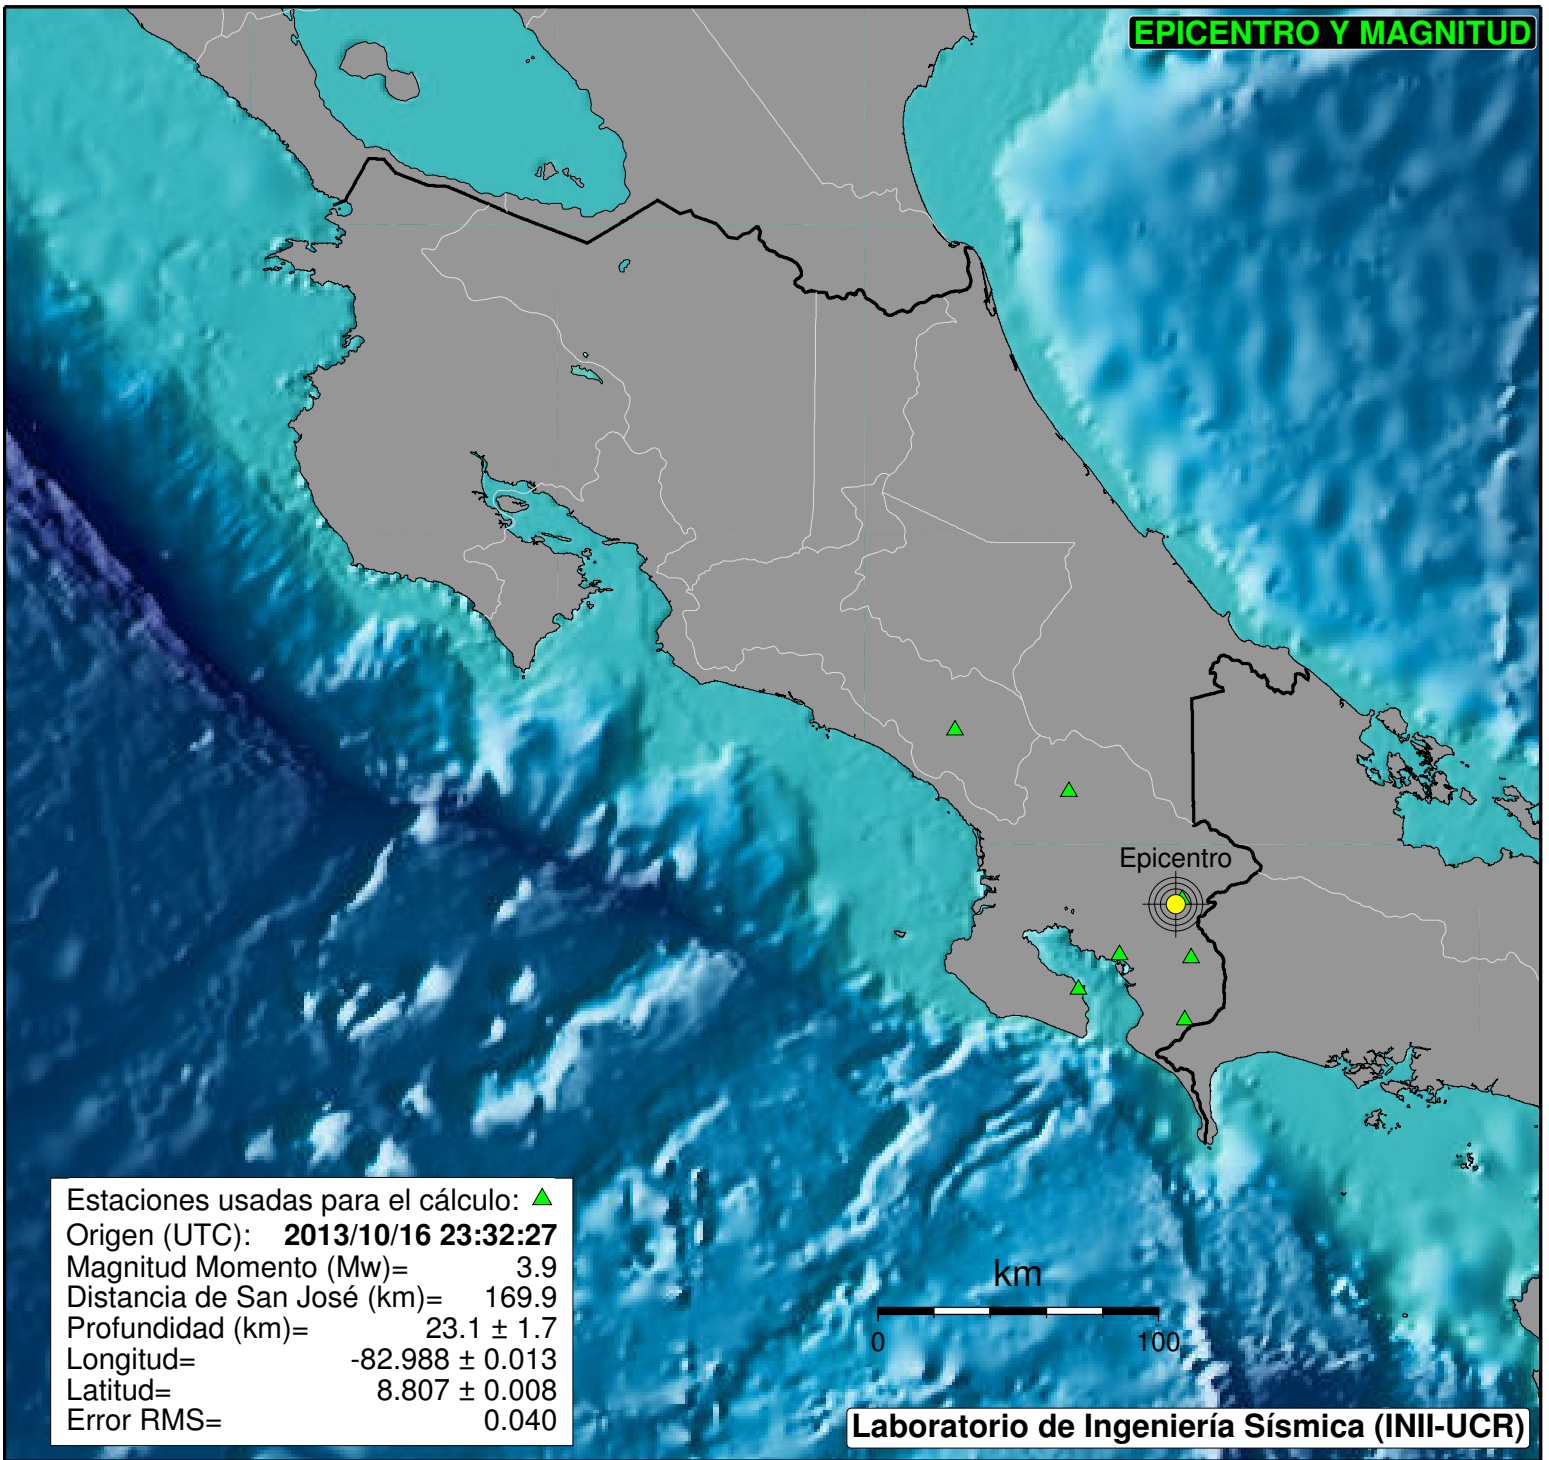 EPICENTRO Y MAGNITUD
Epicentro
Estaciones usadas para el cálculo:
Origen (UTC): 2013/10/16 23:32:27
Magnitud Momento (Mw)= 3.9
Distancia de San José (km)= 169.9
Profundidad (km)= 23.1 ± 1.7
Longitud= -82.988 ± 0.013
Latitud= 8.807 ± 0.008
Error RMS= 0.040
km
0 100
Laboratorio de Ingeniería Sísmica (INII-UCR)